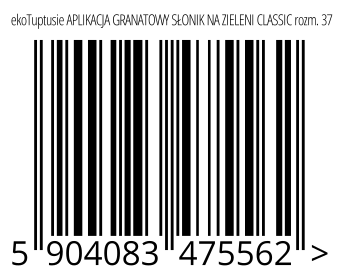 ekoTuptusie APLIKACJA GRANATOWY SŁONIK NA ZIELENI CLASSIC rozm. 37
5 904083 475562 >